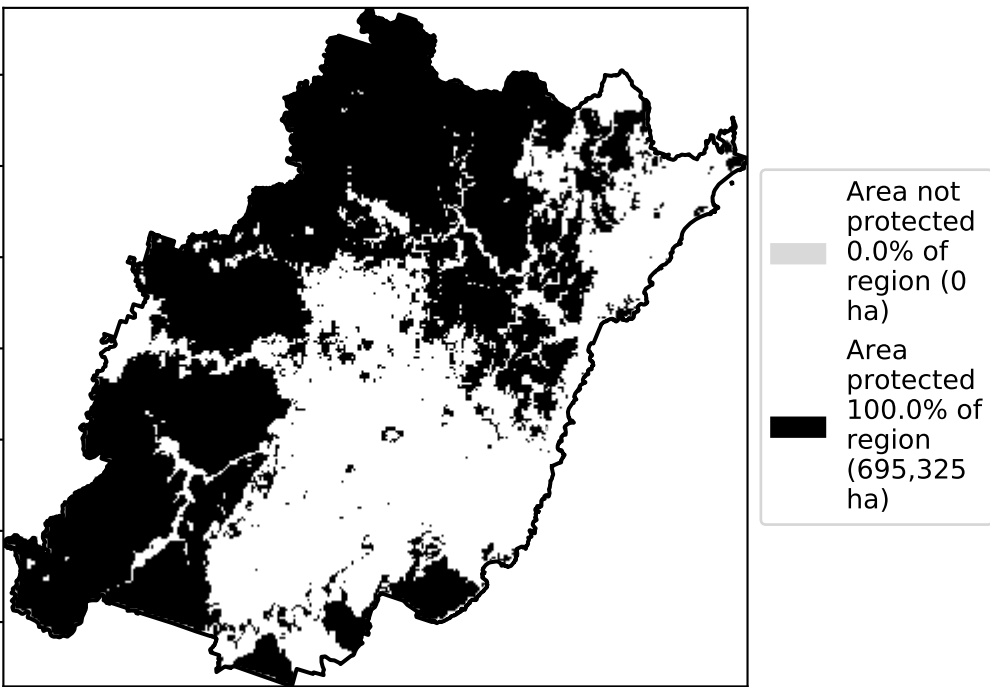 Area not
protected
0.0% of
region (0
ha)
Area
protected
100.0% of
region
(695,325
ha)